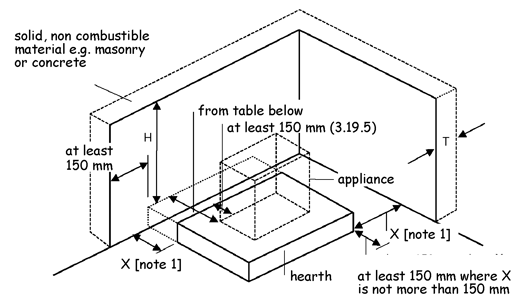 solid, non combustible
material e.g. masonry
or concrete
from table below
H
at least 150 mm (3.19.5)
T
at least
150 mm
appliance
X [note 1]
X [note 1]
hearth
at least 150 mm where X
is not more than 150 mm